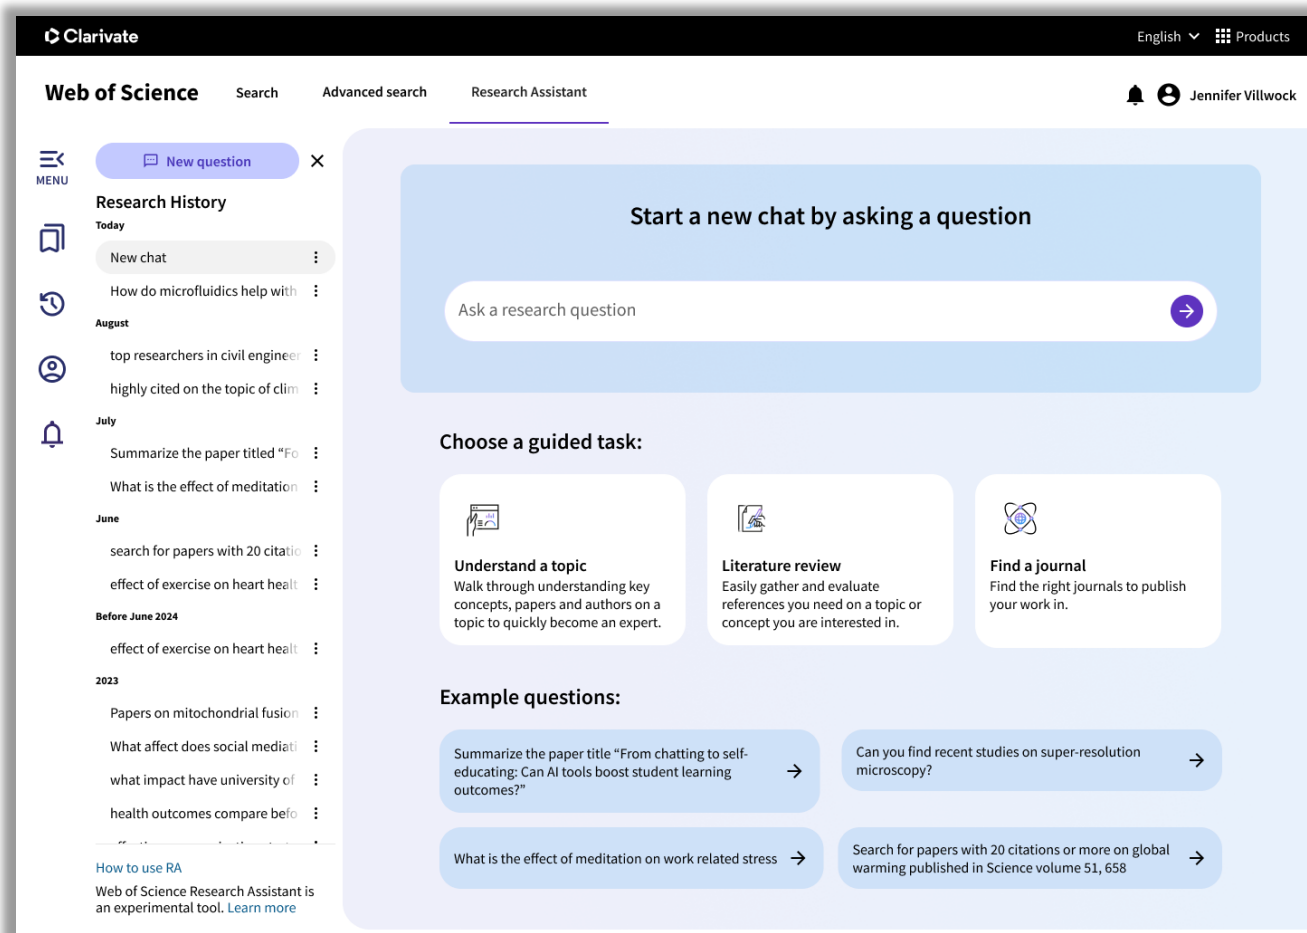 Clarivate
English
Products
Web of Science
Search
Advanced search
Research Assistant
Jennifer Villwock
MENU
New question
Research History
Today
New chat
How do microfluidics help with
August
top researchers in civil engineer
highly cited on the topic of clim
July
Summarize the paper titled “Fo
What is the effect of meditation
June
search for papers with 20 citatio
effect of exercise on heart healt
Before June 2024
effect of exercise on heart healt
2023
Papers on mitochondrial fusion
What affect does social mediati
what impact have university of
health outcomes compare befo
How to use RA
Web of Science Research Assistant is
an experimental tool. Learn more
Start a new chat by asking a question
Ask a research question
Choose a guided task:
Understand a topic
Walk through understanding key
concepts, papers and authors on a
topic to quickly become an expert.
Literature review
Easily gather and evaluate
references you need on a topic or
concept you are interested in.
Find a journal
Find the right journals to publish
your work in.
Example questions:
Summarize the paper title “From chatting to self-
educating: Can AI tools boost student learning
outcomes?”
Can you find recent studies on super-resolution
microscopy?
What is the effect of meditation on work related stress
Search for papers with 20 citations or more on global
warming published in Science volume 51, 658